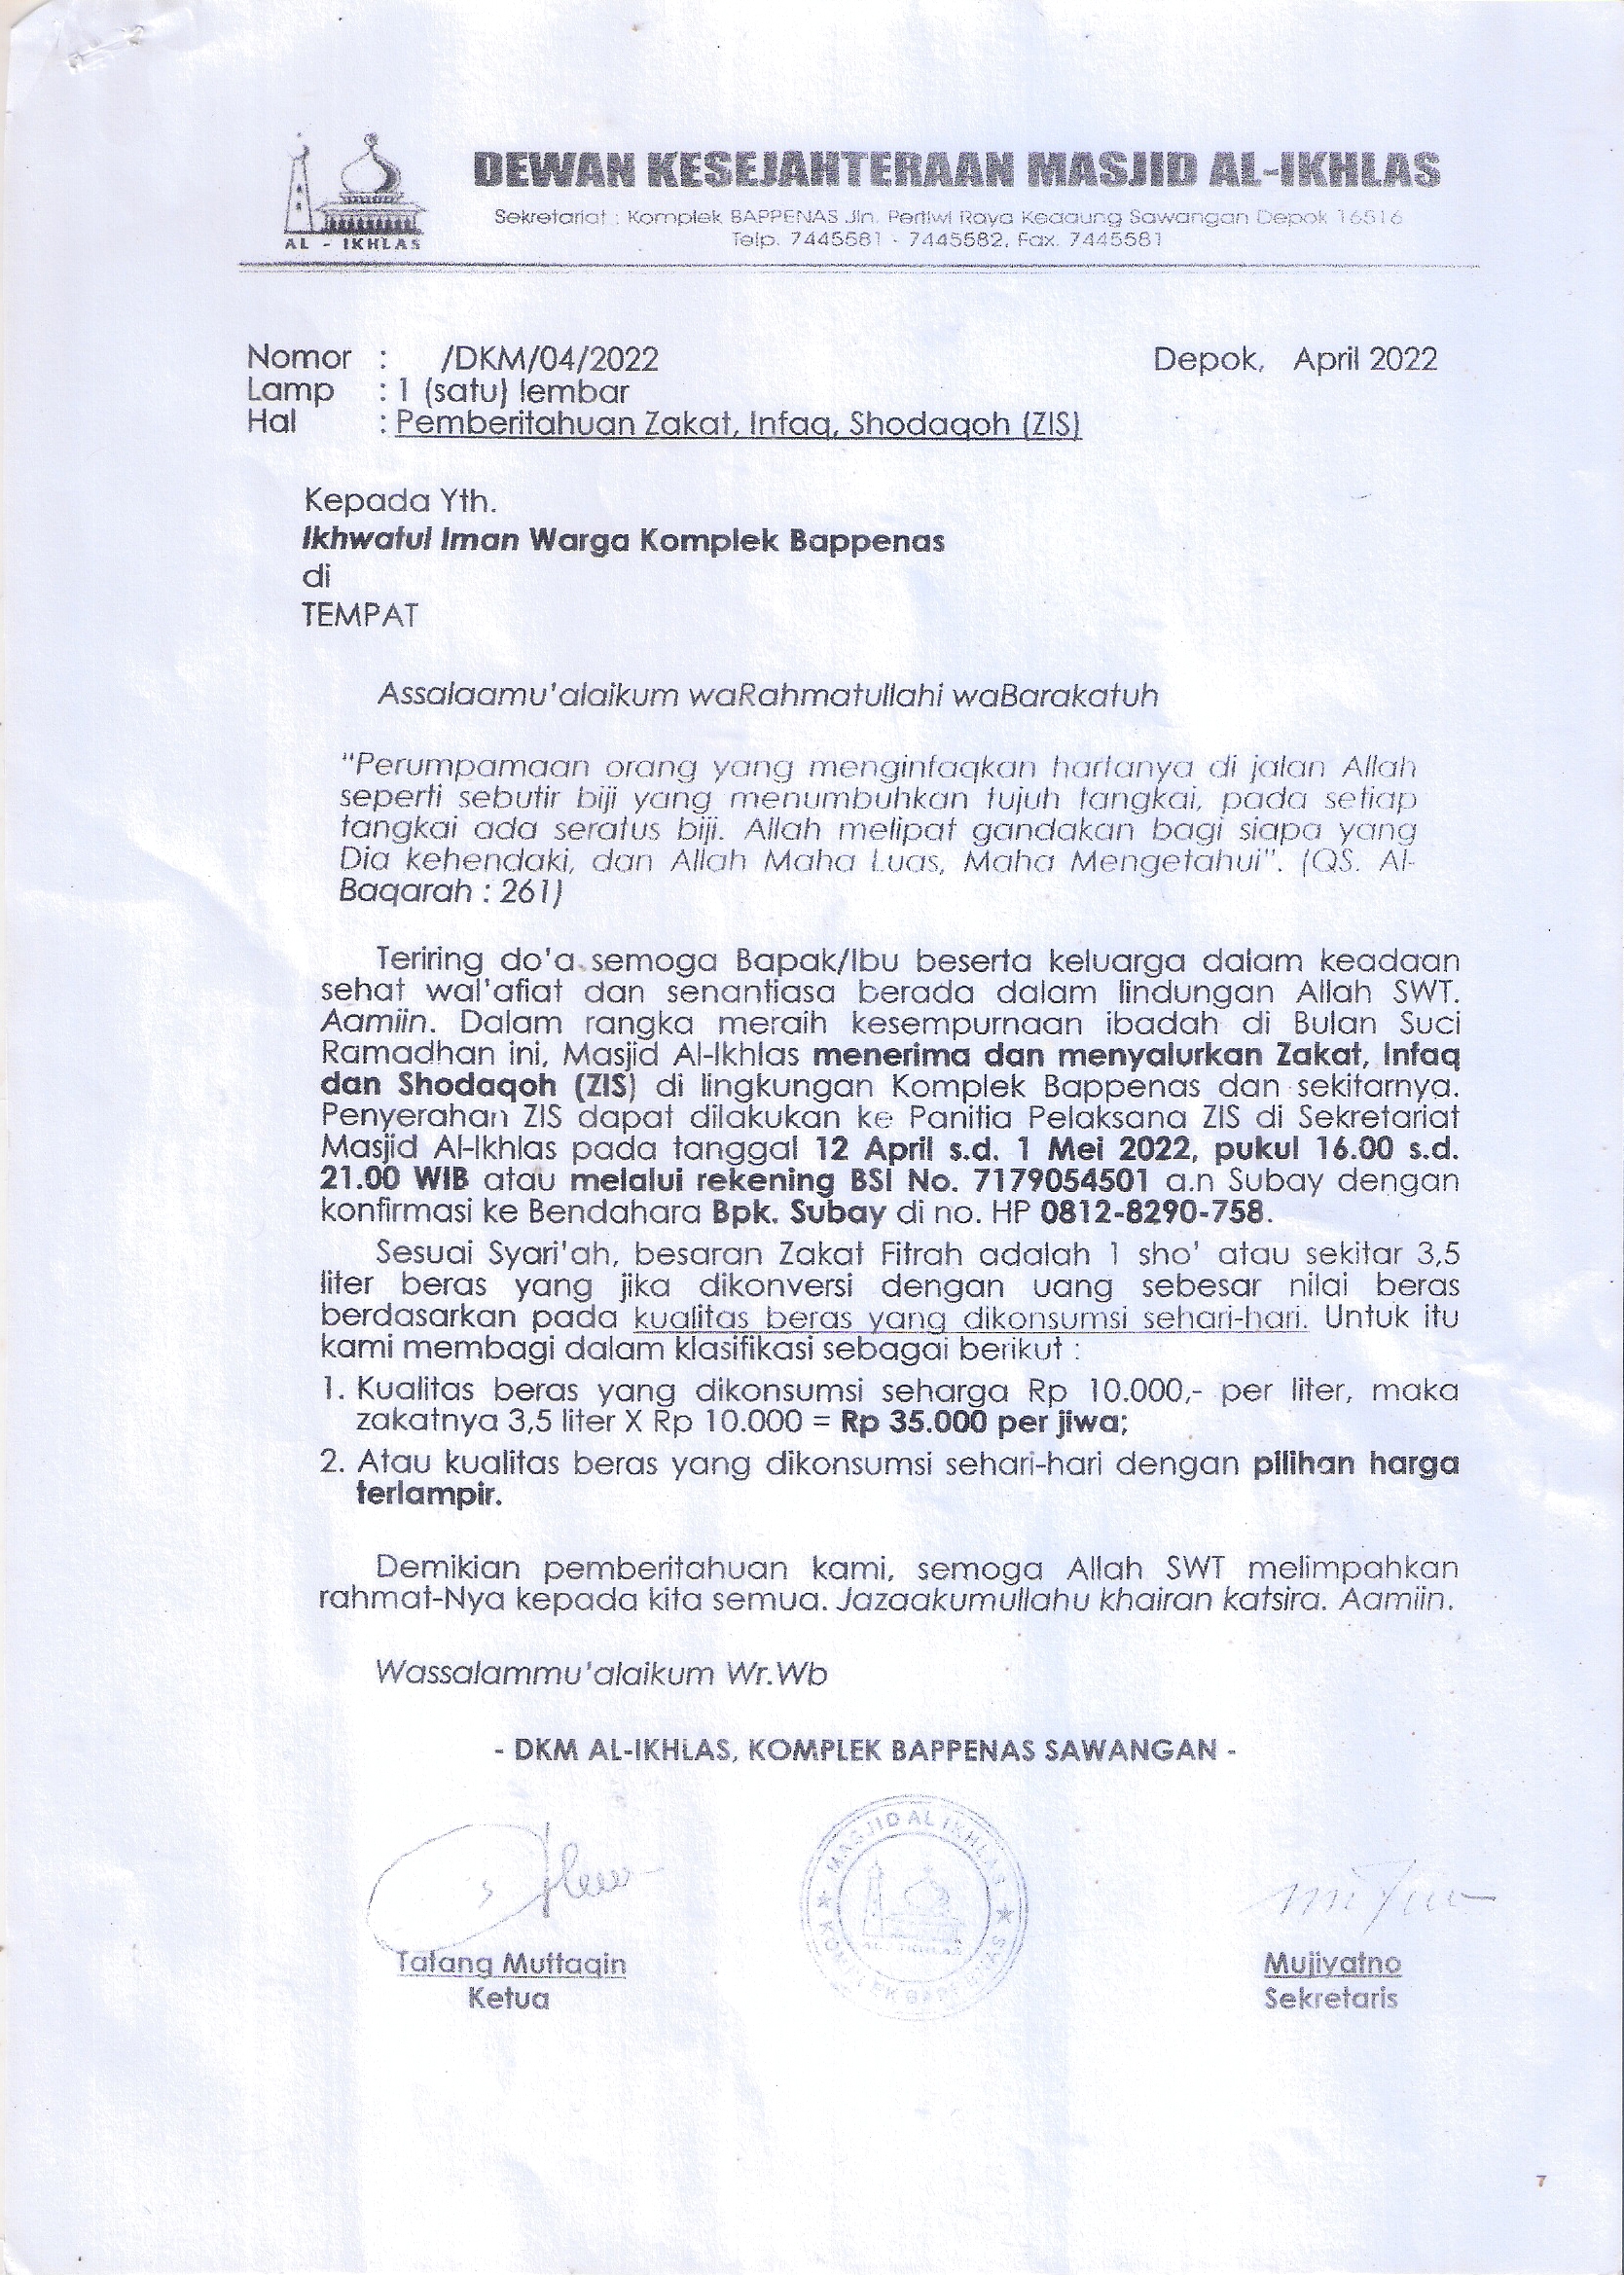 DEWAN KESEJAHTERAAN MASJID AL-IKHLAS
AL - IKHLAS
Sekretariat : Komplek BAPPENAS Jln. Pertiwi Raya Kedaung Sawangan Depok 16516
Telp. 7445581 - 7445582, Fax. 7445581
Nomor : /DKM/04/2022 Depok, April 2022
Lamp : 1 (satu) lembar
Hal : Pemberitahuan Zakat, Infaq, Shodaqoh (ZIS)
Kepada Yth.
Ikhwatul Iman Warga Komplek Bappenas
di
TEMPAT
Assalaamu'alaikum waRahmatullahi waBarakatuh
"Perumpamaan orang yang menginfaqkan hartanya di jalan Allah
seperti sebutir biji yang menumbuhkan tujuh tangkai, pada setiap
tangkai ada seratus biji. Allah melipat gandakan bagi siapa yang
Dia kehendaki, dan Allah Maha Luas, Maha Mengetahui". (QS. Al-
Baqarah : 261)
Teriring do'a semoga Bapak/Ibu beserta keluarga dalam keadaan
sehat wal'afiat dan senantiasa berada dalam lindungan Allah SWT.
Aamiin. Dalam rangka meraih kesempurnaan ibadah di Bulan Suci
Ramadhan ini, Masjid Al-Ikhlas menerima dan menyalurkan Zakat, Infaq
dan Shodaqoh (ZIS) di lingkungan Komplek Bappenas dan sekitarnya.
Penyerahan ZIS dapat dilakukan ke Panitia Pelaksana ZIS di Sekretariat
Masjid Al-Ikhlas pada tanggal 12 April s.d. 1 Mei 2022, pukul 16.00 s.d.
21.00 WIB atau melalui rekening BSI No. 7179054501 a.n Subay dengan
konfirmasi ke Bendahara Bpk. Subay di no. HP 0812-8290-758.
Sesuai Syari'ah, besaran Zakat Fitrah adalah 1 sho' atau sekitar 3,5
liter beras yang jika dikonversi dengan uang sebesar nilai beras
berdasarkan pada kualitas beras yang dikonsumsi sehari-hari. Untuk itu
kami membagi dalam klasifikasi sebagai berikut :
1. Kualitas beras yang dikonsumsi seharga Rp 10.000,- per liter, maka
zakatnya 3,5 liter X Rp 10.000 = Rp 35.000 per jiwa;
2. Atau kualitas beras yang dikonsumsi sehari-hari dengan pilihan harga
terlampir.
Demikian pemberitahuan kami, semoga Allah SWT melimpahkan
rahmat-Nya kepada kita semua. Jazaakumullahu khairan katsira. Aamiin.
Wassalammu'alaikum Wr.Wb
- DKM AL-IKHLAS, KOMPLEK BAPPENAS SAWANGAN -
MASJID AL IKHLAS
AL - IKHLAS
Tatang Muttaqin Mujiyatno
Ketua Sekretaris
7